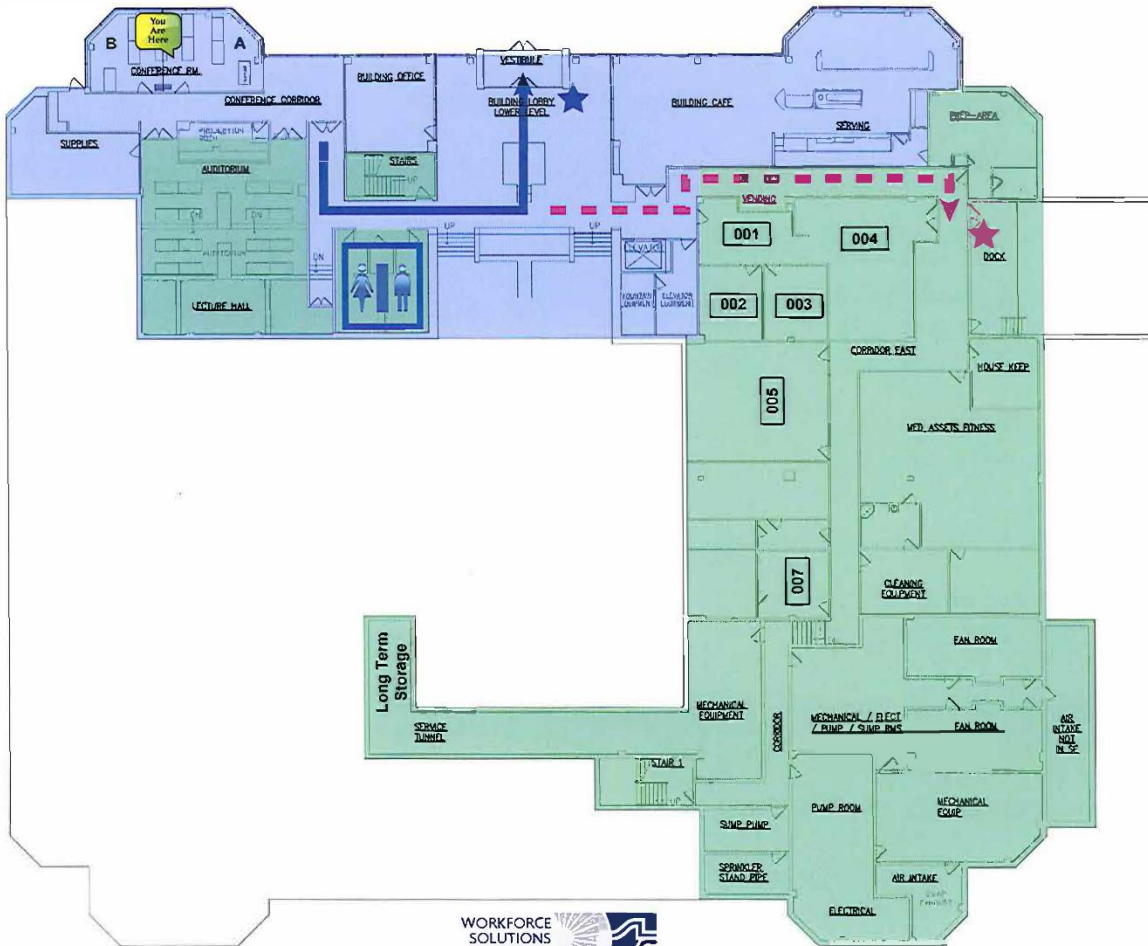 You
Are
Here
B
A
CONFERENCE RM.
CONFERENCE CORRIDOR
SUPPLIES
AUDITORIUM
DN
DN
LECTURE HALL
BUILDING OFFICE
STAIRS
UP
VESTIBULE
BUILDING LOBBY
LOWER LEVEL
BUILDING CAFE
SERVING
PREP-AREA
VENDING
UP
UP
DN
ELEVATOR
ELEVATOR
EQUIPMENT
001
004
002
003
DOCK
CORRIDOR EAST
HOUSE KEEP
005
MED ASSETS FITNESS
007
CLEANING
EQUIPMENT
Long Term
Storage
SERVICE
TUNNEL
MECHANICAL
EQUIPMENT
CORRIDOR
MECHANICAL / ELECT
/ PUMP / SUMP RMS
FAN ROOM
FAN ROOM
AIR
INTAKE
NOT
IN SF
STAIR 1
UP
SUMP PUMP
PUMP ROOM
MECHANICAL
EQUIP
SPRINKLER
STAND PIPE
AIR INTAKE
ELECTRICAL
WORKFORCE
SOLUTIONS